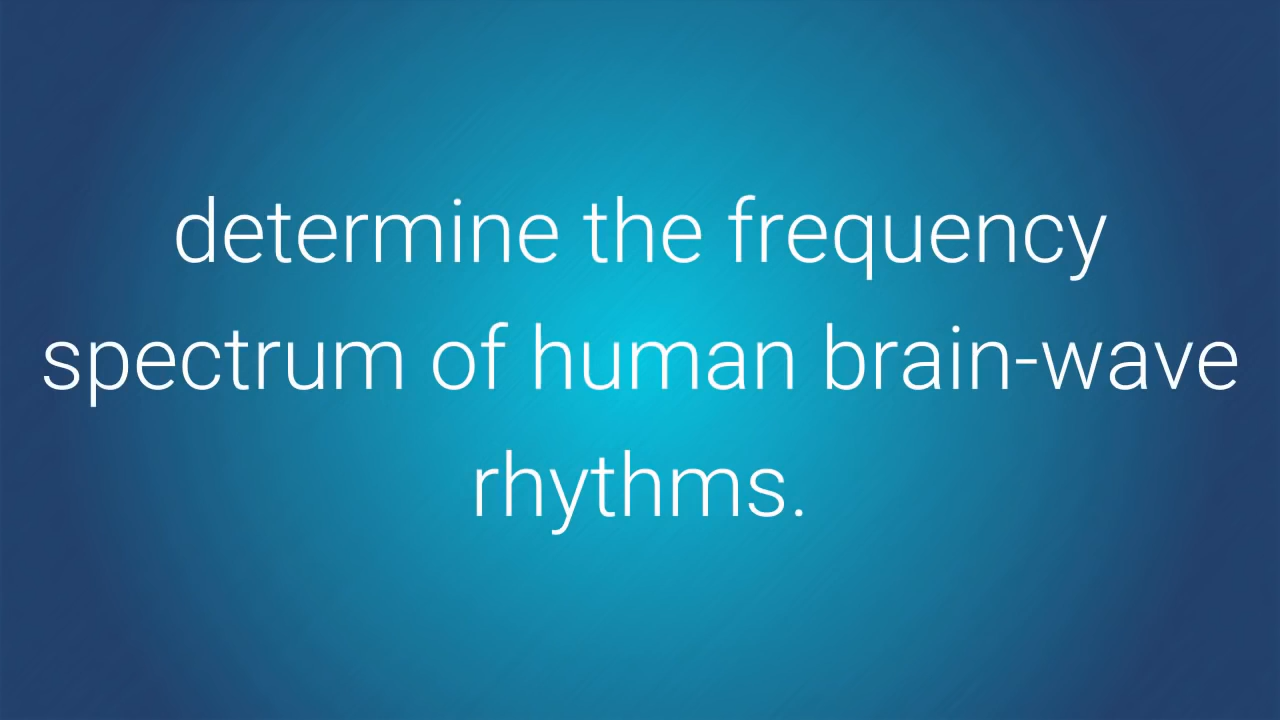 determine the frequency
spectrum of human brain-wave
rhythms.